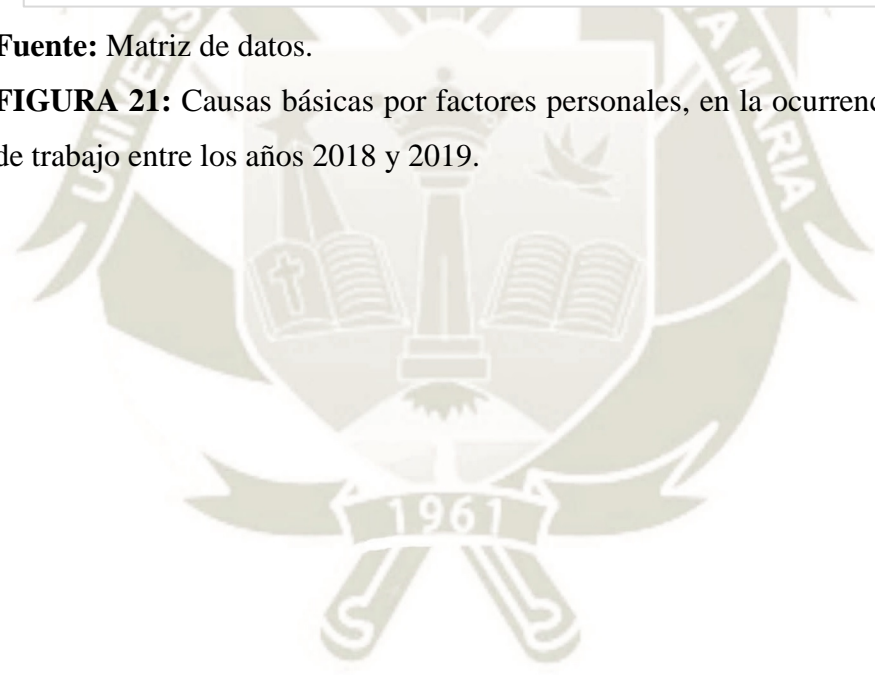 Fuente: Matriz de datos.
FIGURA 21: Causas básicas por factores personales, en la
de trabajo entre los años 2018 y 2019.
MARIA
1961